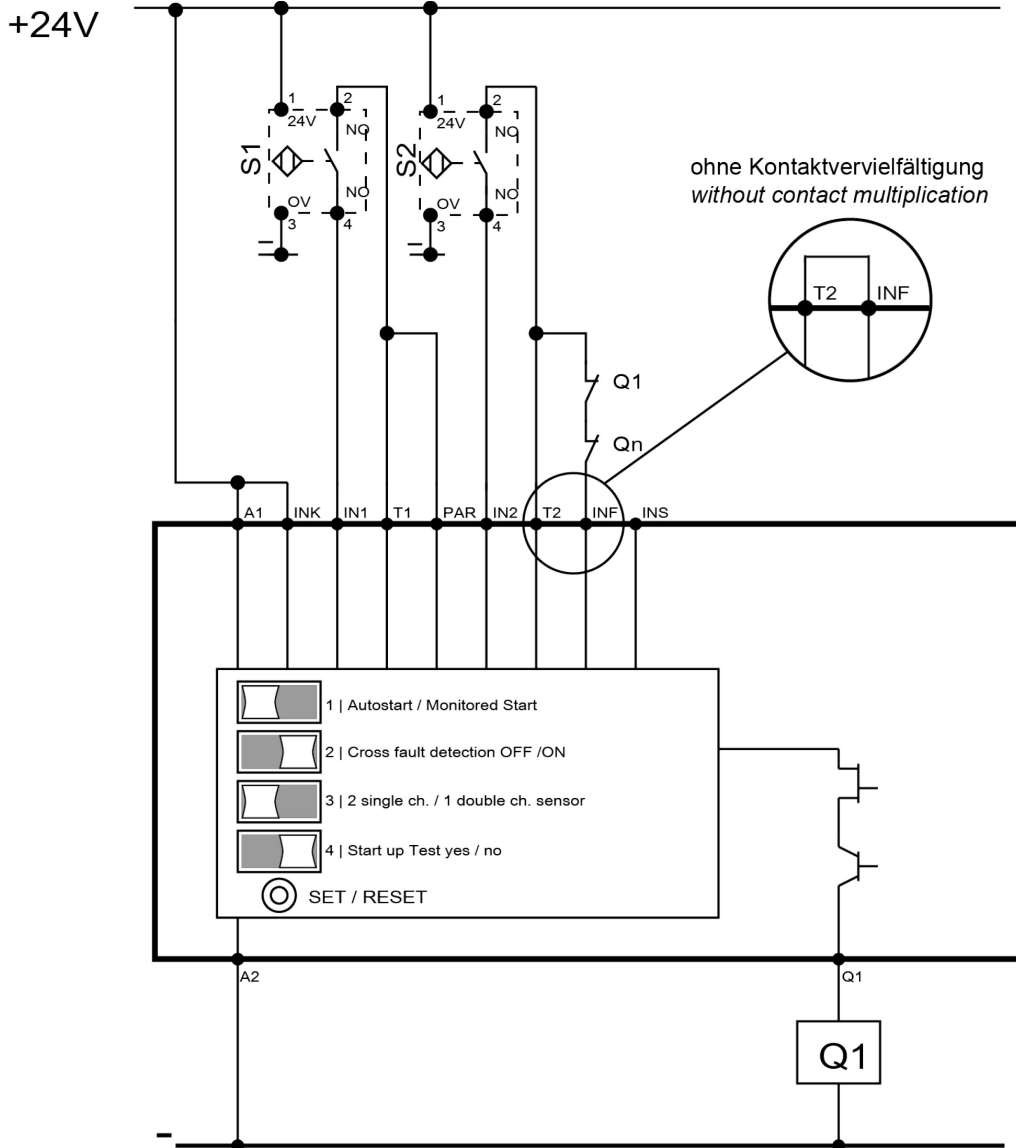 +24V
1
2
24V
NO
S1
OV
NO
3
4
1
2
24V
NO
S2
OV
NO
3
4
ohne Kontaktvervielfältigung
without contact multiplication
T2 INF
Q1
Qn
A1 INK IN1 T1 PAR IN2 T2 INF INS
1 | Autostart / Monitored Start
2 | Cross fault detection OFF /ON
3 | 2 single ch. / 1 double ch. sensor
4 | Start up Test yes / no
SET / RESET
A2
Q1
Q1
-